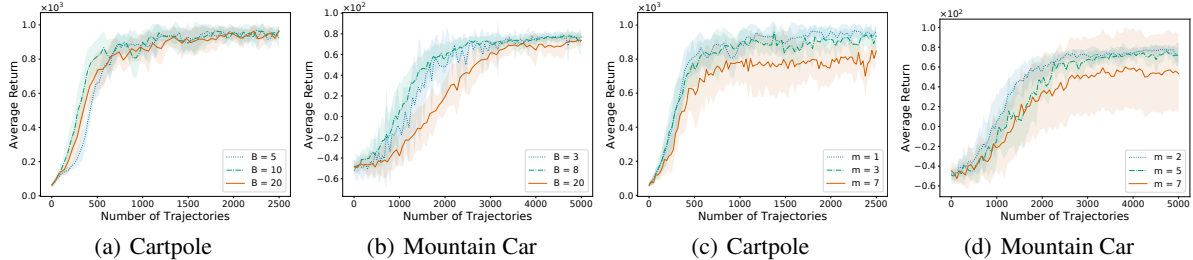 ×10³
1.0
0.8
0.6
0.4
0.2
0.0
Average Return
0 500 1000 1500 2000 2500
Number of Trajectories
B = 5
B = 10
B = 20
(a) Cartpole
×10²
0.8
0.6
0.4
0.2
0.0
−0.2
−0.4
−0.6
Average Return
0 1000 2000 3000 4000 5000
Number of Trajectories
B = 3
B = 8
B = 20
(b) Mountain Car
×10³
1.0
0.8
0.6
0.4
0.2
0.0
Average Return
0 500 1000 1500 2000 2500
Number of Trajectories
m = 1
m = 3
m = 7
(c) Cartpole
×10²
1.0
0.8
0.6
0.4
0.2
0.0
−0.2
−0.4
−0.6
Average Return
0 1000 2000 3000 4000 5000
Number of Trajectories
m = 2
m = 5
m = 7
(d) Mountain Car